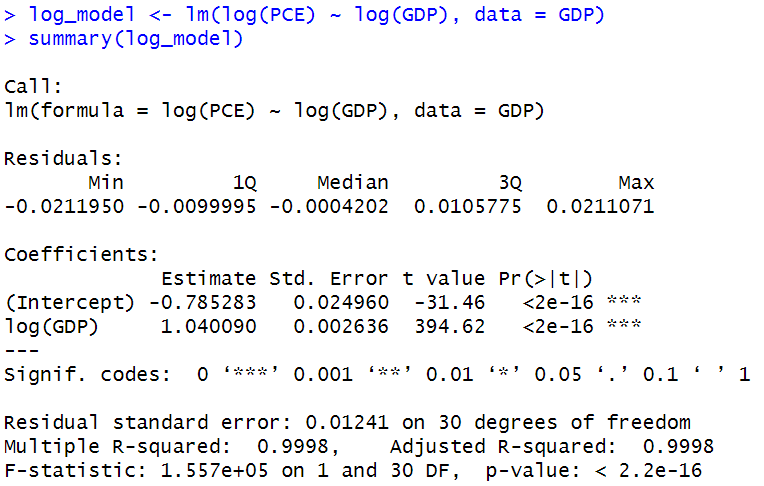 > log_model <- lm(log(PCE) ~ log(GDP), data = GDP)
> summary(log_model)
Call:
lm(formula = log(PCE) ~ log(GDP), data = GDP)
Residuals:
       Min         1Q     Median         3Q        Max
-0.0211950 -0.0099995 -0.0004202  0.0105775  0.0211071
Coefficients:
             Estimate Std. Error t value Pr(>|t|)
(Intercept) -0.785283   0.024960  -31.46   <2e-16 ***
log(GDP)     1.040090   0.002636  394.62   <2e-16 ***
---
Signif. codes:  0 ‘***’ 0.001 ‘**’ 0.01 ‘*’ 0.05 ‘.’ 0.1 ‘ ’ 1
Residual standard error: 0.01241 on 30 degrees of freedom
Multiple R-squared:  0.9998,    Adjusted R-squared:  0.9998
F-statistic: 1.557e+05 on 1 and 30 DF,  p-value: < 2.2e-16